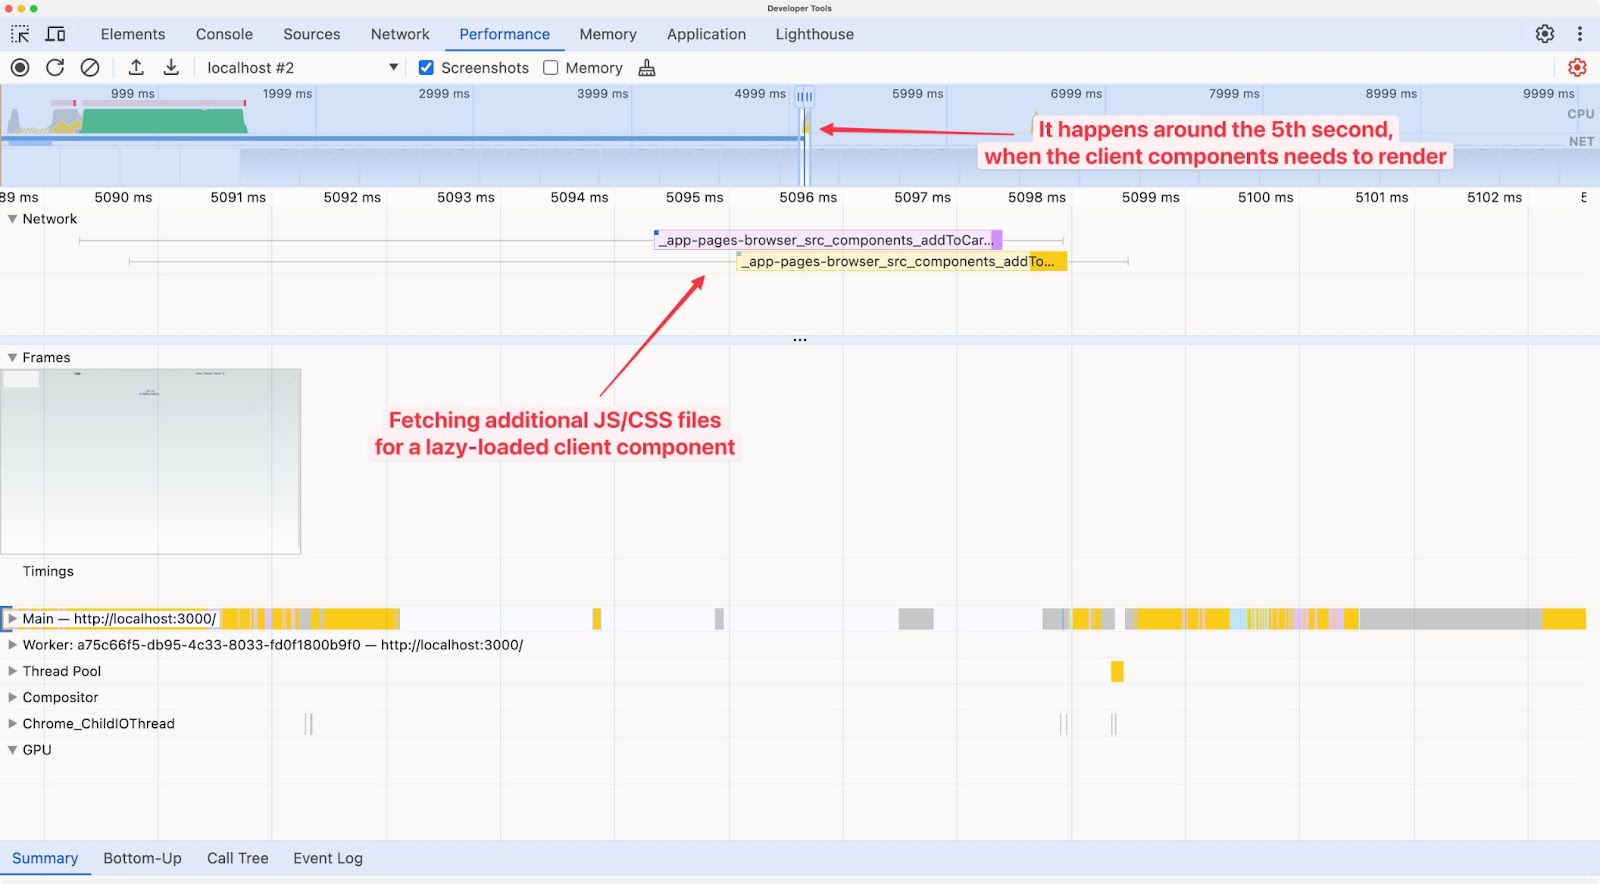 Developer Tools
Elements Console Sources Network Performance Memory Application Lighthouse
localhost #2 Screenshots Memory
999 ms 1999 ms 2999 ms 3999 ms 4999 ms 5999 ms 6999 ms 7999 ms 8999 ms 9999 ms
CPU
NET
It happens around the 5th second,
when the client components needs to render
89 ms 5090 ms 5091 ms 5092 ms 5093 ms 5094 ms 5095 ms 5096 ms 5097 ms 5098 ms 5099 ms 5100 ms 5101 ms 5102 ms 5
Network
_app-pages-browser_src_components_addToCar...
_app-pages-browser_src_components_addTo...
...
Frames
Fetching additional JS/CSS files
for a lazy-loaded client component
Timings
Main — http://localhost:3000/
Worker: a75c66f5-db95-4c33-8033-fd0f1800b9f0 — http://localhost:3000/
Thread Pool
Compositor
Chrome_ChildIOThread
GPU
Summary Bottom-Up Call Tree Event Log